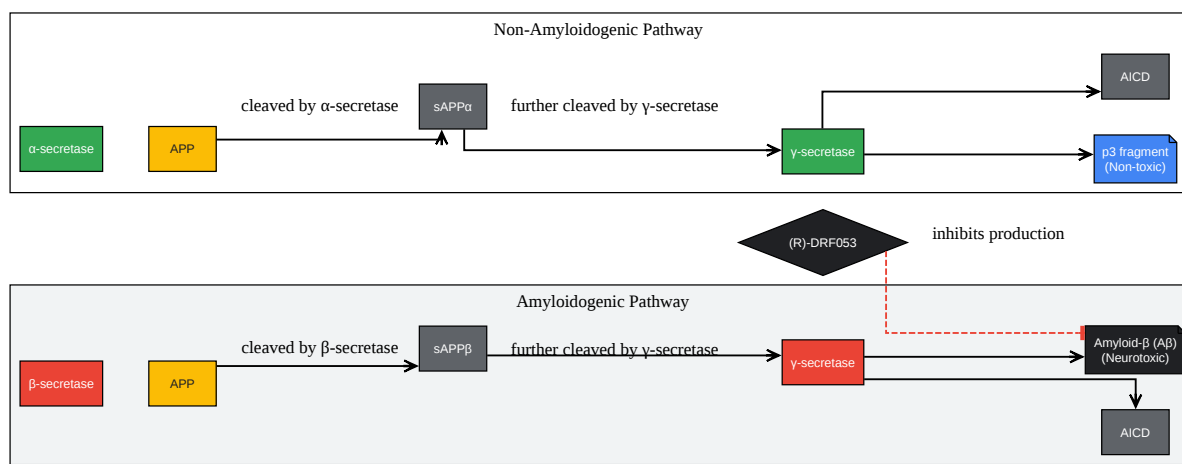 Non-Amyloidogenic Pathway
AICD
cleaved by α-secretase
sAPPα
further cleaved by γ-secretase
α-secretase
APP
γ-secretase
p3 fragment
(Non-toxic)
(R)-DRF053
inhibits production
Amyloidogenic Pathway
cleaved by β-secretase
sAPPβ
further cleaved by γ-secretase
Amyloid-β (Aβ)
(Neurotoxic)
β-secretase
APP
γ-secretase
AICD